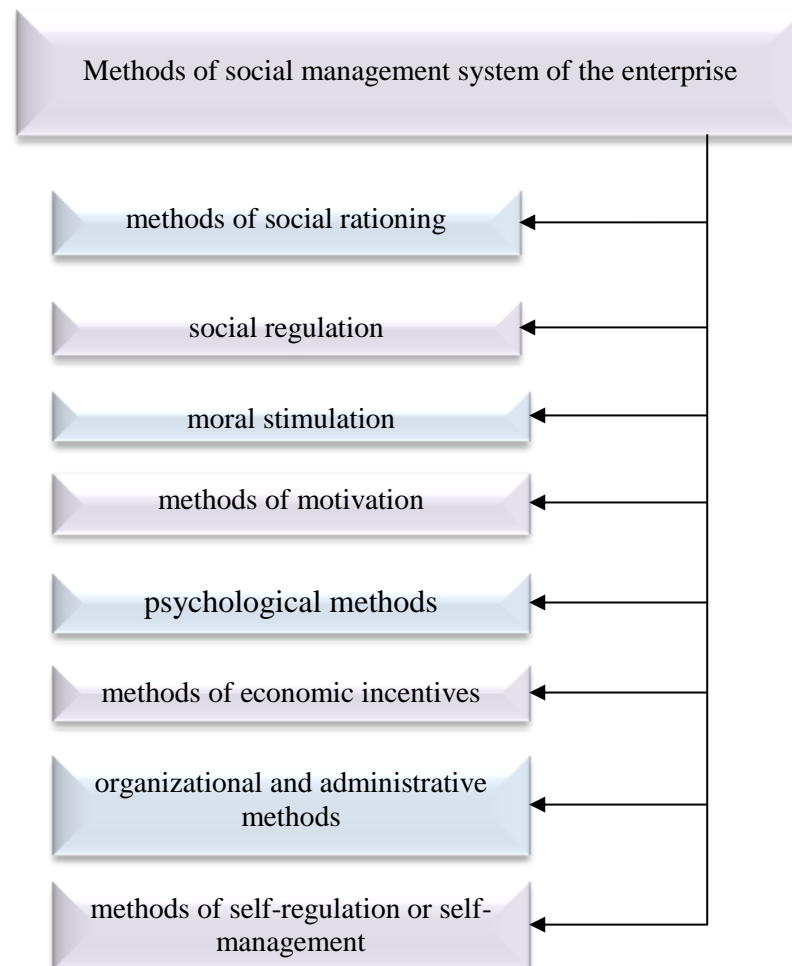 Methods of social management system of the enterprise
methods of social rationing
social regulation
moral stimulation
methods of motivation
psychological methods
methods of economic incentives
organizational and administrative
methods
methods of self-regulation or self-
management